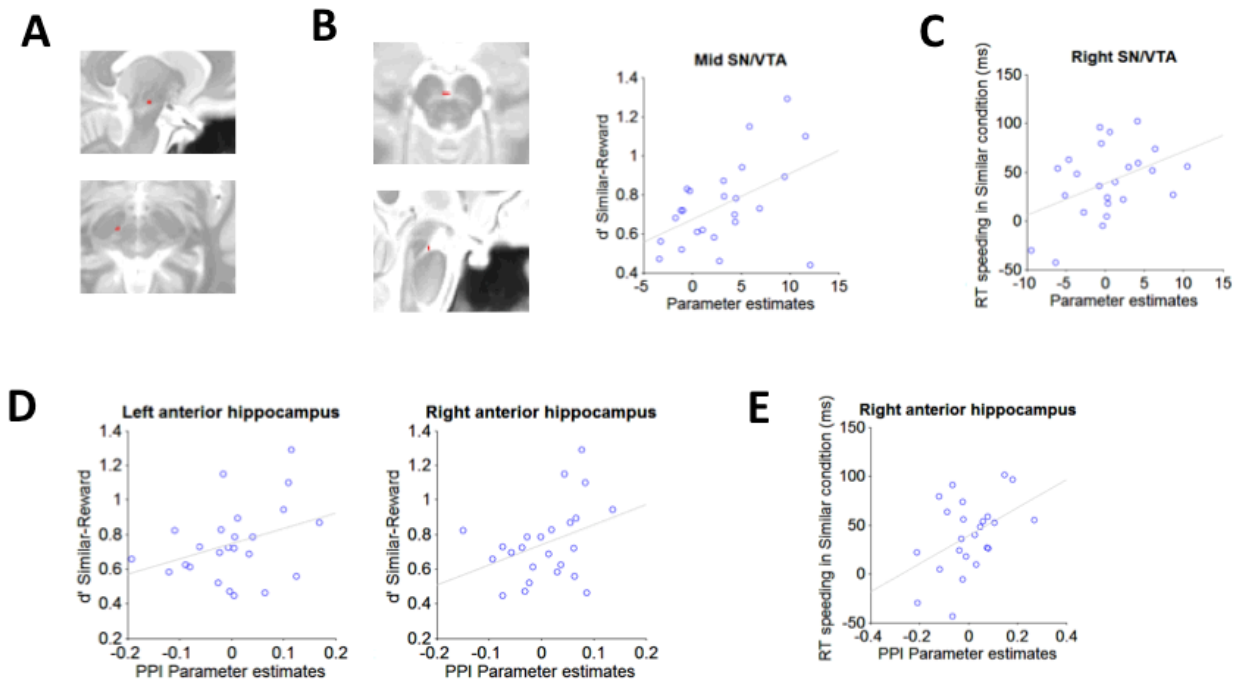 A
B
Mid SN/VTA
d' Similar-Reward
1.4
1.2
1
0.8
0.6
0.4
-5
0
5
10
15
Parameter estimates
C
Right SN/VTA
RT speeding in Similar condition (ms)
150
100
50
0
-50
-10
-5
0
5
10
15
Parameter estimates
D
Left anterior hippocampus
d' Similar-Reward
1.4
1.2
1
0.8
0.6
0.4
0.2
-0.2
-0.1
0
0.1
0.2
PPI Parameter estimates
Right anterior hippocampus
d' Similar-Reward
1.4
1.2
1
0.8
0.6
0.4
0.2
-0.2
-0.1
0
0.1
0.2
PPI Parameter estimates
E
Right anterior hippocampus
RT speeding in Similar condition (ms)
150
100
50
0
-50
-0.4
-0.2
0
0.2
0.4
PPI Parameter estimates